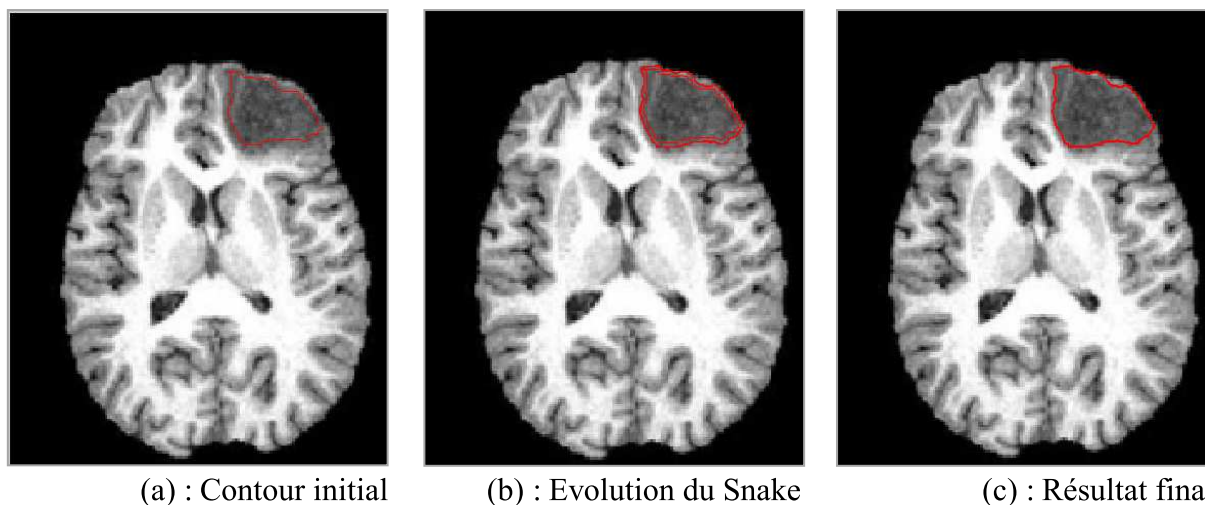 (a) : Contour initial
(b) : Evolution du Snake
(c) : Résultat fina